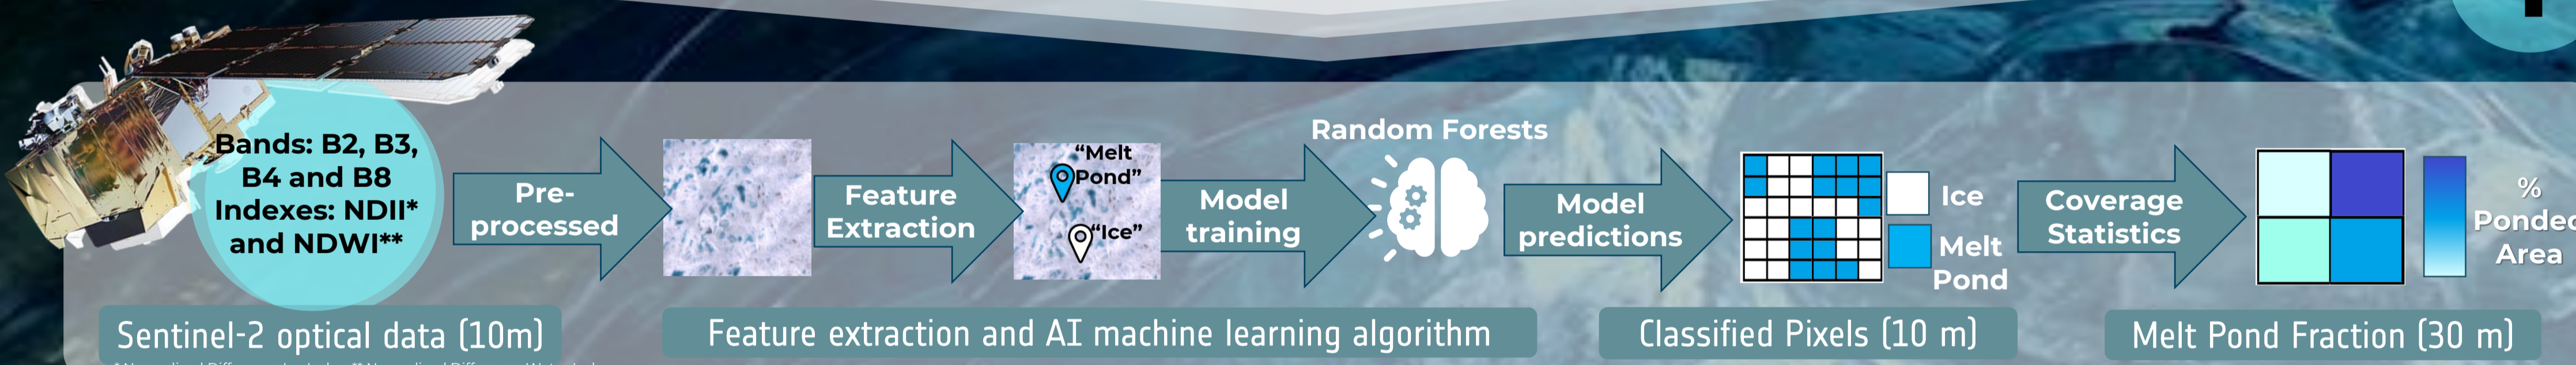 Bands: B2, B3,
B4 and B8
Indexes: NDII*
and NDWI**
Pre-
processed
Feature
Extraction
“Melt
Pond”
“Ice”
Model
training
Random Forests
Model
predictions
Ice
Melt
Pond
Coverage
Statistics
%
Ponded
Area
Sentinel-2 optical data (10m)
Feature extraction and AI machine learning algorithm
Classified Pixels (10 m)
Melt Pond Fraction (30 m)